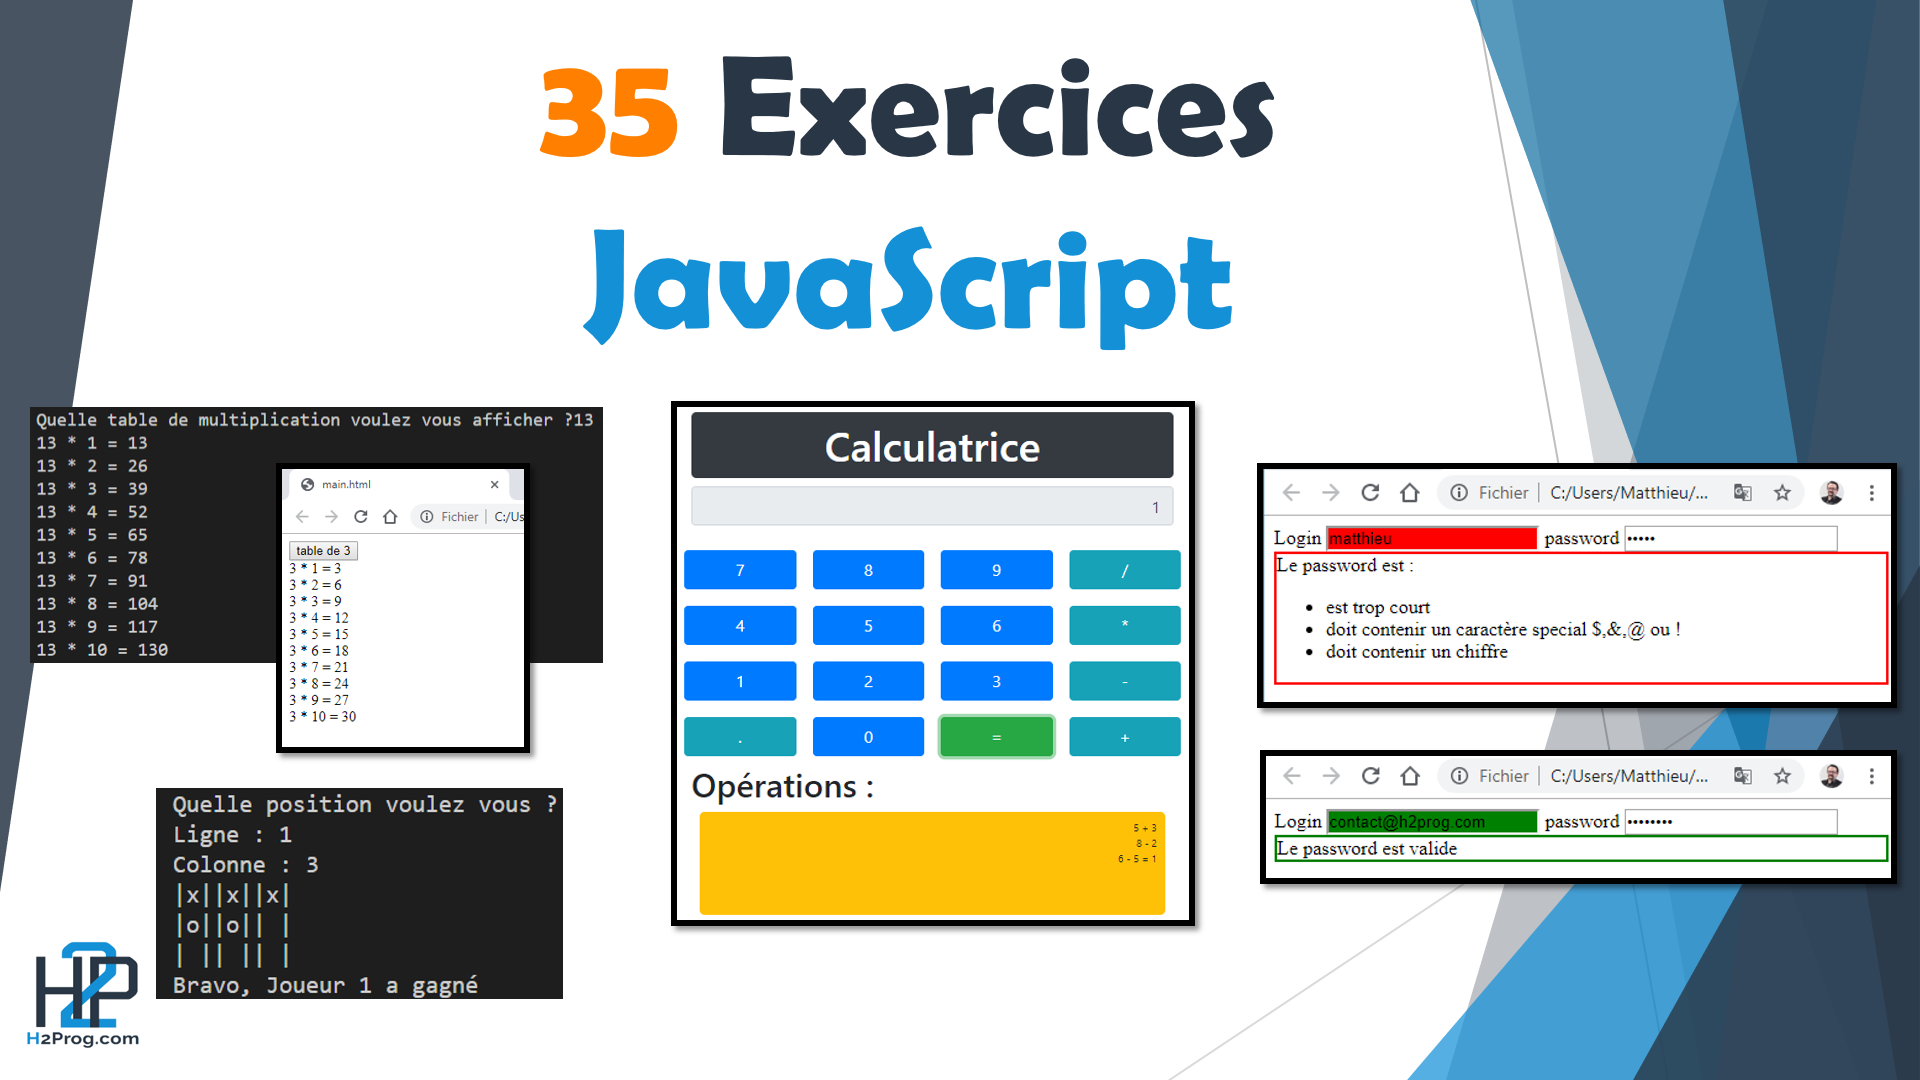 35 Exercices
JavaScript
Quelle table de multiplication voulez vous afficher ?13
13 * 1 = 13
13 * 2 = 26
13 * 3 = 39
13 * 4 = 52
13 * 5 = 65
13 * 6 = 78
13 * 7 = 91
13 * 8 = 104
13 * 9 = 117
13 * 10 = 130
main.html
Fichier | C:/Us
table de 3
3 * 1 = 3
3 * 2 = 6
3 * 3 = 9
3 * 4 = 12
3 * 5 = 15
3 * 6 = 18
3 * 7 = 21
3 * 8 = 24
3 * 9 = 27
3 * 10 = 30
Quelle position voulez vous ?
Ligne : 1
Colonne : 3
|x||x||x|
|o||o|| |
| || || |
Bravo, Joueur 1 a gagné
H2P
H2Prog.com
Calculatrice
1
7 8 9 /
4 5 6 *
1 2 3 -
. 0 = +
Opérations :
5 + 3
8 - 2
6 - 5 = 1
Fichier | C:/Users/Matthieu/...
Login matthieu password •••••
Le password est :
• est trop court
• doit contenir un caractère special $,&,@ ou !
• doit contenir un chiffre
Fichier | C:/Users/Matthieu/...
Login contact@h2prog.com password ••••••••
Le password est valide